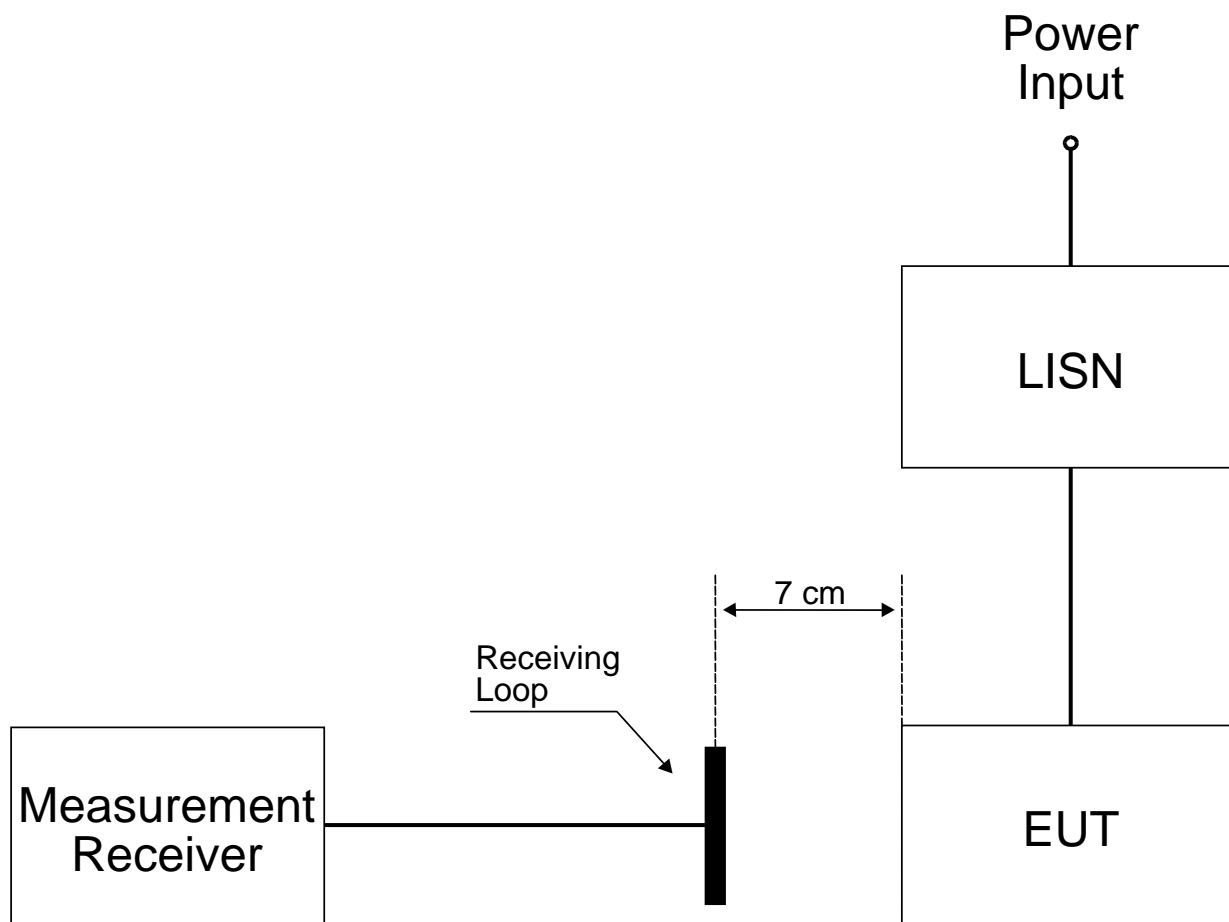 Power
Input
LISN
7 cm
Receiving
Loop
Measurement
Receiver
EUT